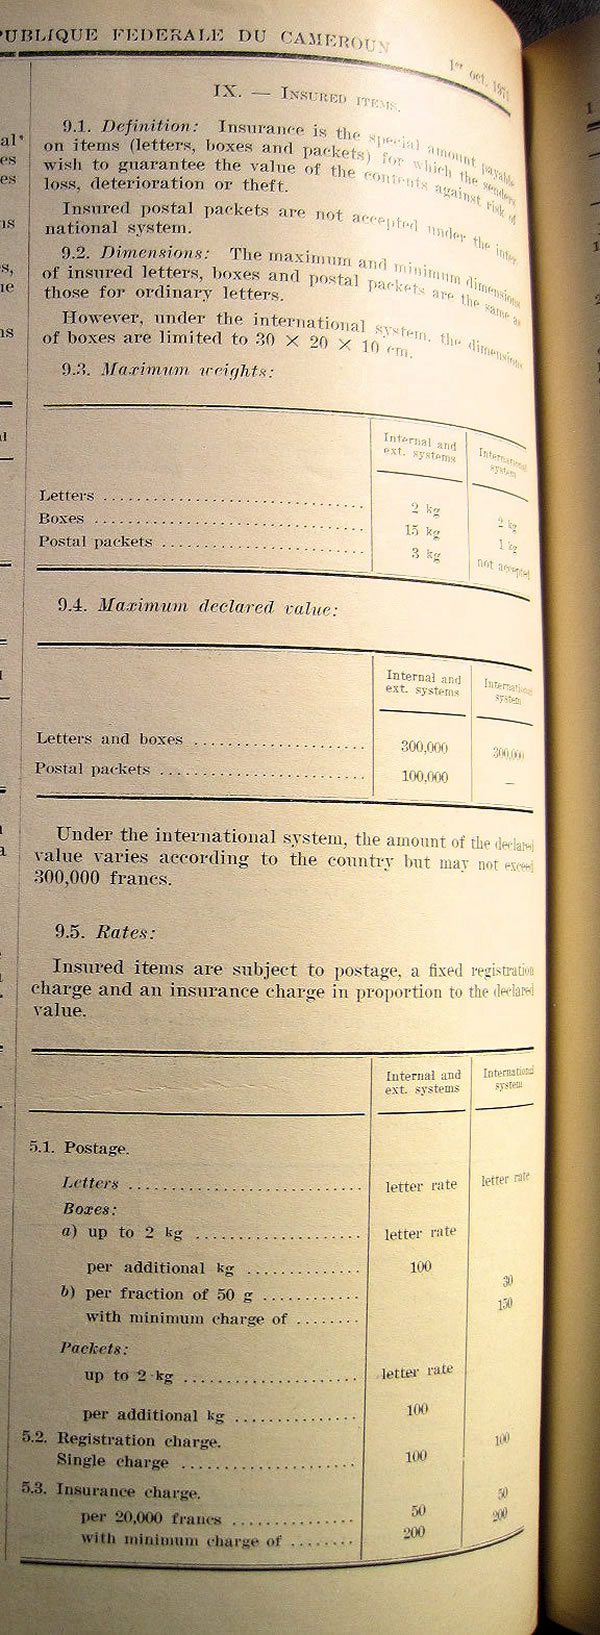 PUBLIQUE FEDERALE DU CAMEROUN
1er oct. 1971
IX. — INSURED ITEMS.
9.1. Definition: Insurance is the special amount payable
on items (letters, boxes and packets) for which the senders
wish to guarantee the value of the contents against risk of
loss, deterioration or theft.
Insured postal packets are not accepted under the inter-
national system.
9.2. Dimensions: The maximum and minimum dimensions
of insured letters, boxes and postal packets are the same as
those for ordinary letters.
However, under the international system, the dimensions
of boxes are limited to 30 × 20 × 10 cm.
9.3. Maximum weights:
Internal and ext. systems
International system
Letters ........ 2 kg 2 kg
Boxes ........ 15 kg 1 kg
Postal packets ........ 3 kg not accepted
9.4. Maximum declared value:
Internal and ext. systems
International system
Letters and boxes ........ 300,000 300,000
Postal packets ........ 100,000 —
Under the international system, the amount of the declared
value varies according to the country but may not exceed
300,000 francs.
9.5. Rates:
Insured items are subject to postage, a fixed registration
charge and an insurance charge in proportion to the declared
value.
Internal and ext. systems
International system
5.1. Postage.
Letters ........ letter rate letter rate
Boxes:
a) up to 2 kg ........ letter rate
per additional kg ........ 100
b) per fraction of 50 g ........ 30
with minimum charge of ........ 150
Packets:
up to 2 kg ........ letter rate
per additional kg ........ 100
5.2. Registration charge.
Single charge ........ 100 100
5.3. Insurance charge.
per 20,000 francs ........ 50 50
with minimum charge of ........ 200 200